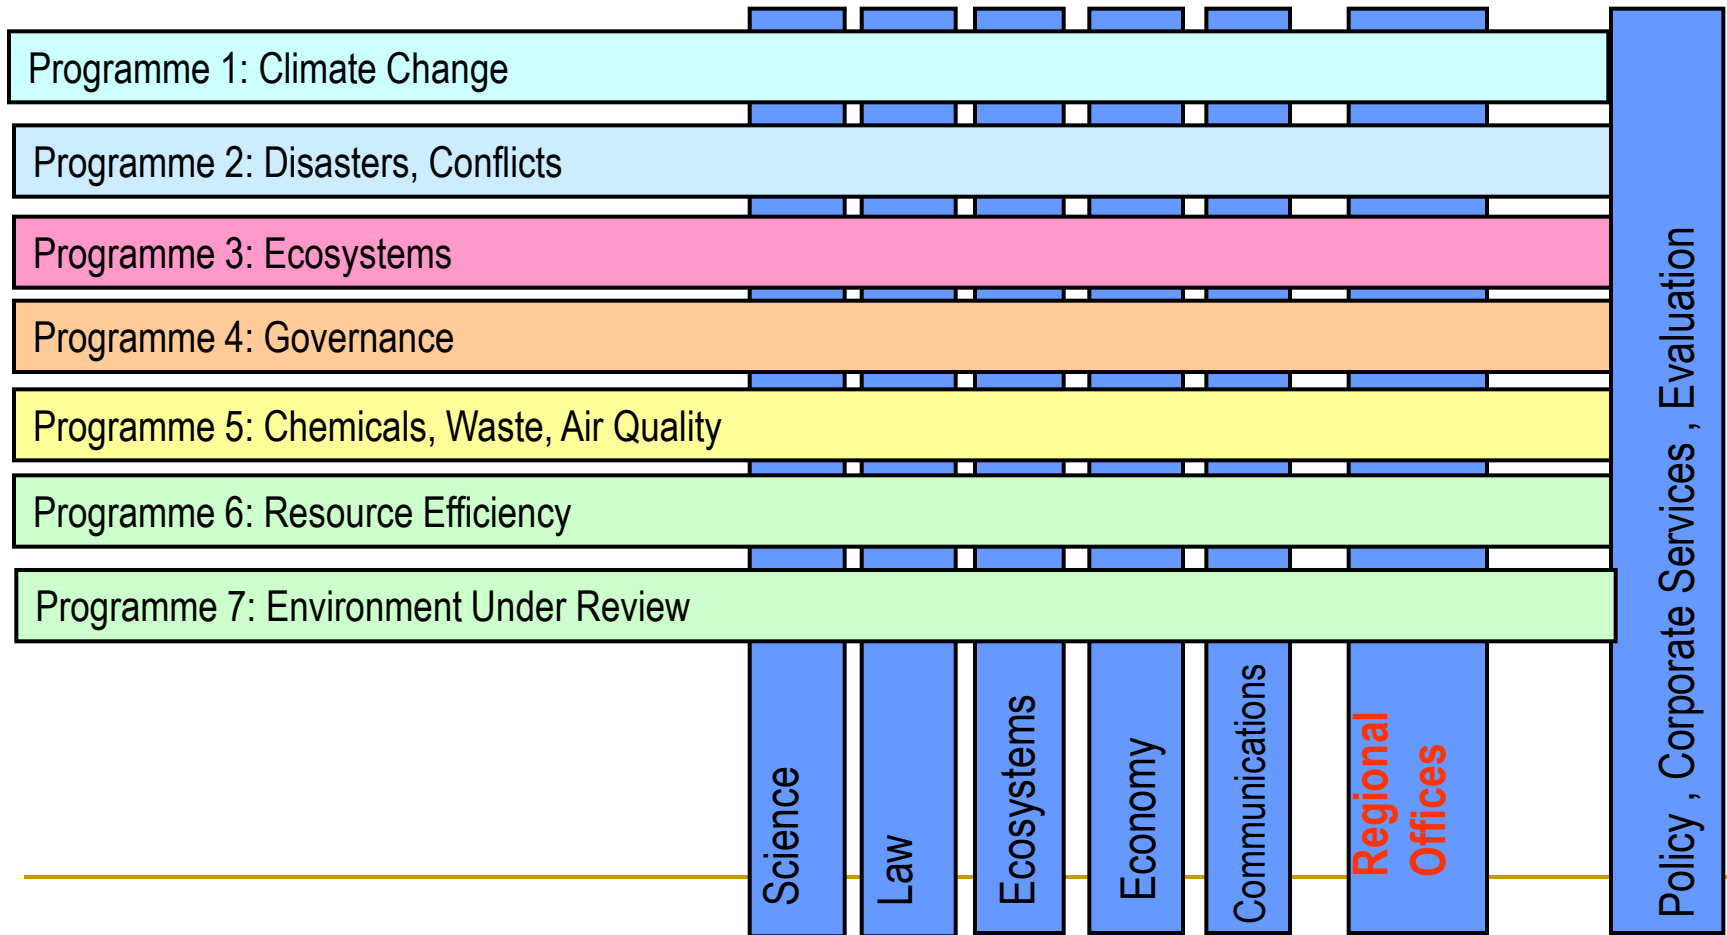 Programme 1: Climate Change
Programme 2: Disasters, Conflicts
Programme 3: Ecosystems
Programme 4: Governance
Programme 5: Chemicals, Waste, Air Quality
Programme 6: Resource Efficiency
Programme 7: Environment Under Review
Science
Law
Ecosystems
Economy
Communications
Regional
Offices
Policy , Corporate Services , Evaluation